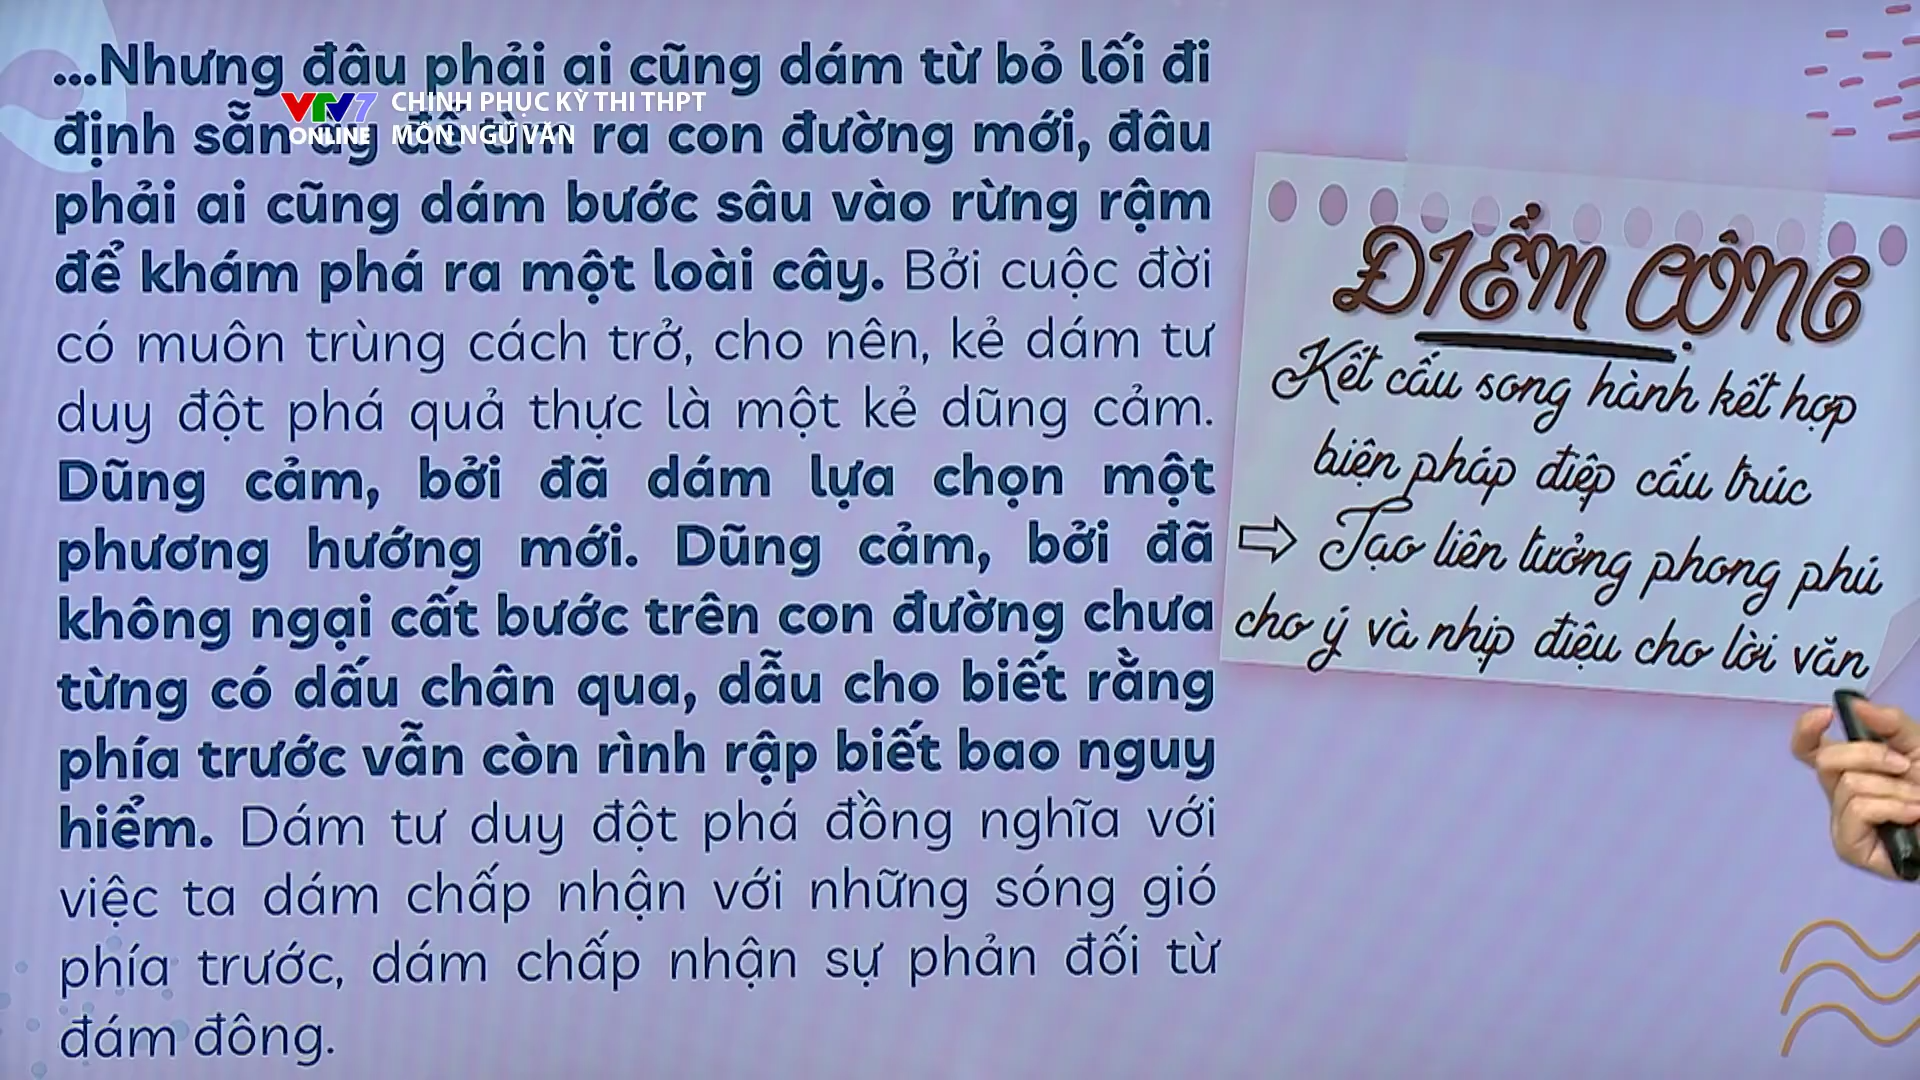 ...Nhưng đâu phải ai cũng dám từ bỏ lối đi
định sẵn ấy để tìm ra con đường mới, đâu
phải ai cũng dám bước sâu vào rừng rậm
để khám phá ra một loài cây. Bởi cuộc đời
có muôn trùng cách trở, cho nên, kẻ dám tư
duy đột phá quả thực là một kẻ dũng cảm.
Dũng cảm, bởi đã dám lựa chọn một
phương hướng mới. Dũng cảm, bởi đã
không ngại cất bước trên con đường chưa
từng có dấu chân qua, dẫu cho biết rằng
phía trước vẫn còn rình rập biết bao nguy
hiểm. Dám tư duy đột phá đồng nghĩa với
việc ta dám chấp nhận với những sóng gió
phía trước, dám chấp nhận sự phản đối từ
đám đông.
VTV7 ONLINE
CHINH PHỤC KỲ THI THPT
MÔN NGỮ VĂN
ĐIỂM CỘNG
Kết cấu song hành kết hợp
biện pháp điệp cấu trúc
⇨ Tạo liên tưởng phong phú
cho ý và nhịp điệu cho lời văn